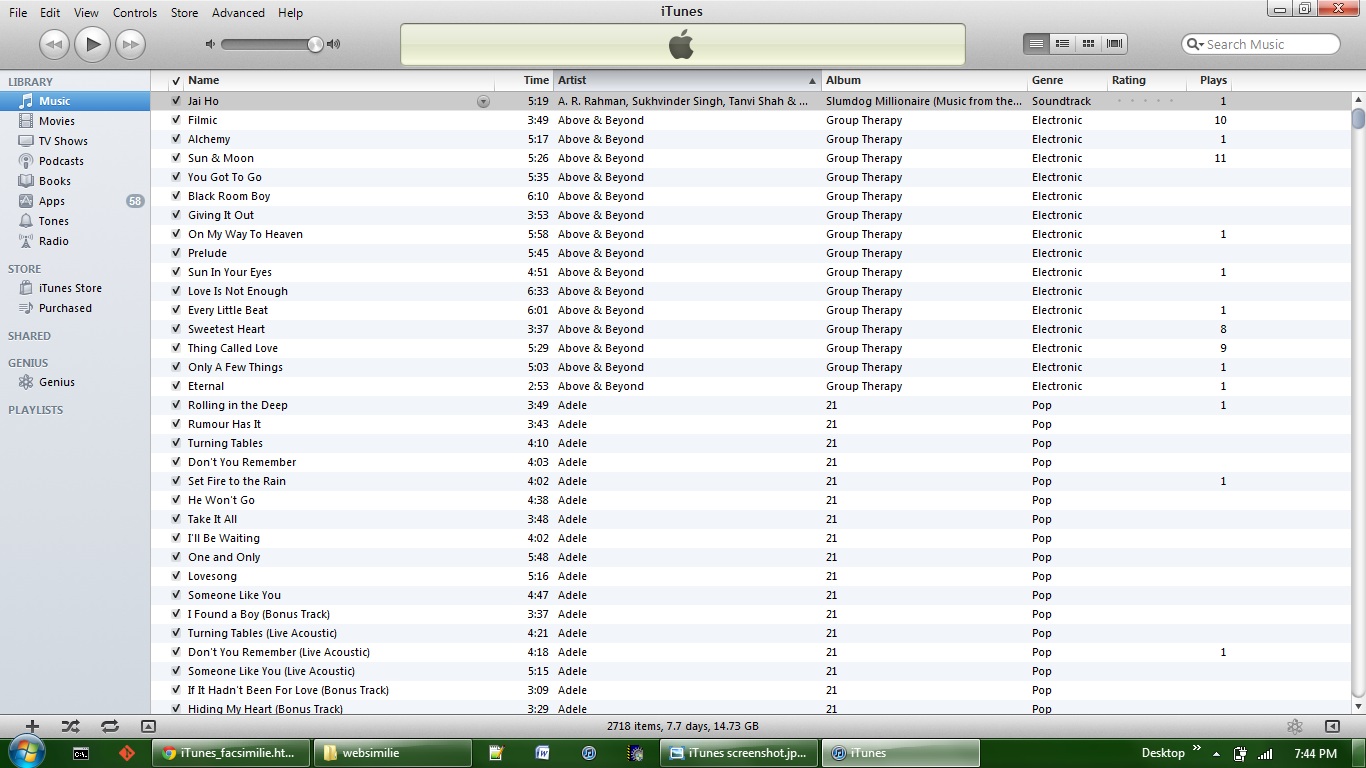 iTunes
File Edit View Controls Store Advanced Help
Search Music
LIBRARY
Music
Movies
TV Shows
Podcasts
Books
Apps 58
Tones
Radio
STORE
iTunes Store
Purchased
SHARED
GENIUS
Genius
PLAYLISTS
Name Time Artist Album Genre Rating Plays
Jai Ho 5:19 A. R. Rahman, Sukhvinder Singh, Tanvi Shah & ... Slumdog Millionaire (Music from the... Soundtrack 1
Filmic 3:49 Above & Beyond Group Therapy Electronic 10
Alchemy 5:17 Above & Beyond Group Therapy Electronic 1
Sun & Moon 5:26 Above & Beyond Group Therapy Electronic 11
You Got To Go 5:35 Above & Beyond Group Therapy Electronic
Black Room Boy 6:10 Above & Beyond Group Therapy Electronic
Giving It Out 3:53 Above & Beyond Group Therapy Electronic
On My Way To Heaven 5:58 Above & Beyond Group Therapy Electronic 1
Prelude 5:45 Above & Beyond Group Therapy Electronic
Sun In Your Eyes 4:51 Above & Beyond Group Therapy Electronic 1
Love Is Not Enough 6:33 Above & Beyond Group Therapy Electronic
Every Little Beat 6:01 Above & Beyond Group Therapy Electronic 1
Sweetest Heart 3:37 Above & Beyond Group Therapy Electronic 8
Thing Called Love 5:29 Above & Beyond Group Therapy Electronic 9
Only A Few Things 5:03 Above & Beyond Group Therapy Electronic 1
Eternal 2:53 Above & Beyond Group Therapy Electronic 1
Rolling in the Deep 3:49 Adele 21 Pop 1
Rumour Has It 3:43 Adele 21 Pop
Turning Tables 4:10 Adele 21 Pop
Don't You Remember 4:03 Adele 21 Pop
Set Fire to the Rain 4:02 Adele 21 Pop 1
He Won't Go 4:38 Adele 21 Pop
Take It All 3:48 Adele 21 Pop
I'll Be Waiting 4:02 Adele 21 Pop
One and Only 5:48 Adele 21 Pop
Lovesong 5:16 Adele 21 Pop
Someone Like You 4:47 Adele 21 Pop
I Found a Boy (Bonus Track) 3:37 Adele 21 Pop
Turning Tables (Live Acoustic) 4:21 Adele 21 Pop
Don't You Remember (Live Acoustic) 4:18 Adele 21 Pop 1
Someone Like You (Live Acoustic) 5:15 Adele 21 Pop
If It Hadn't Been For Love (Bonus Track) 3:09 Adele 21 Pop
Hiding My Heart (Bonus Track) 3:29 Adele 21 Pop
2718 items, 7.7 days, 14.73 GB
iTunes_facsimilie.ht... websimilie iTunes screenshot.jp... iTunes Desktop 7:44 PM